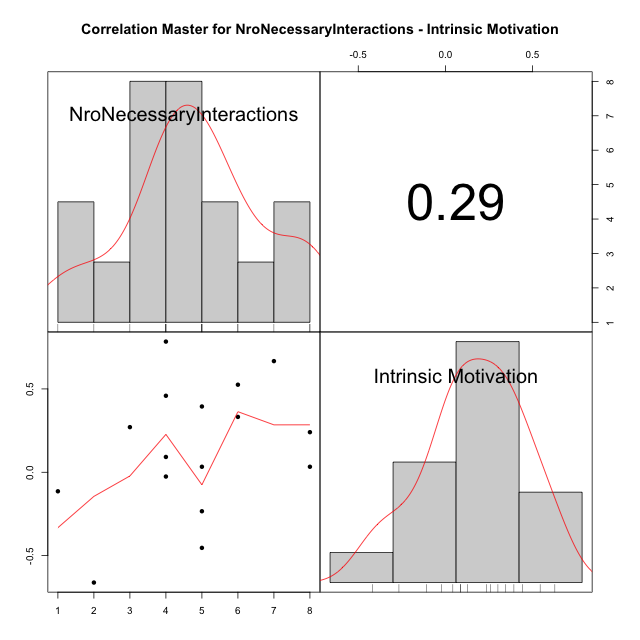 Correlation Master for NroNecessaryInteractions - Intrinsic Motivation
-0.5 0.0 0.5
NroNecessaryInteractions
0.29
8
7
6
5
4
3
2
1
Intrinsic Motivation
0.5
0.0
-0.5
1 2 3 4 5 6 7 8